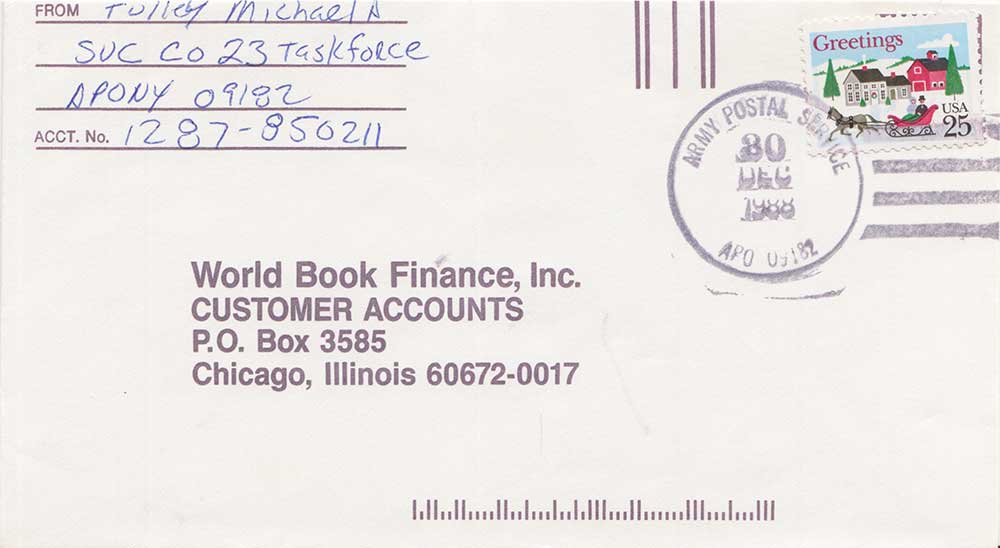 FROM Tulley Michael A
SVC CO 23 Taskforce
APONY 09182
ACCT. No. 1287-850211
Greetings
USA
25
ARMY POSTAL SERVICE
30
DEC
1988
APO 09182
World Book Finance, Inc.
CUSTOMER ACCOUNTS
P.O. Box 3585
Chicago, Illinois 60672-0017